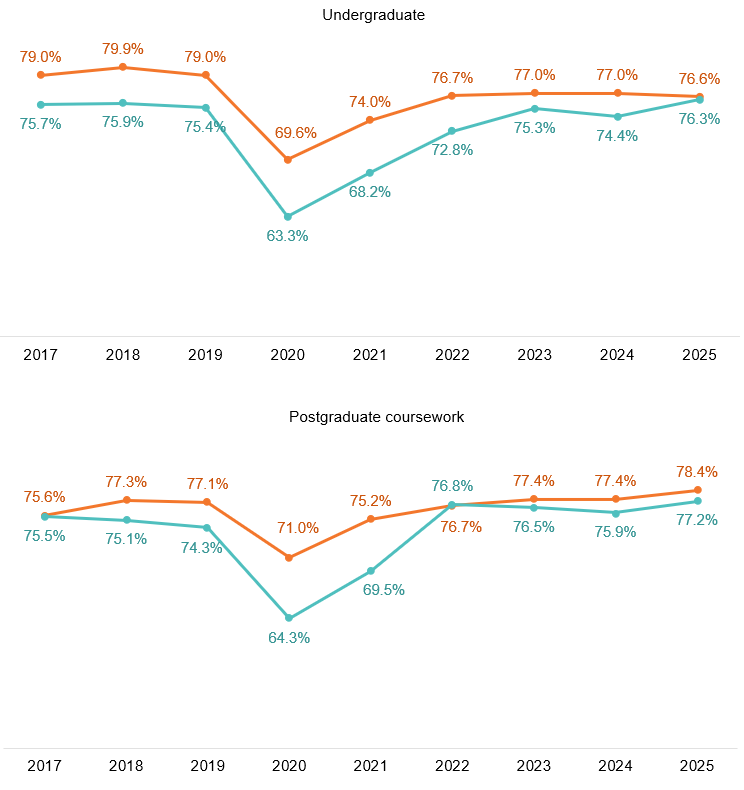 Undergraduate
79.0% 79.9% 79.0% 69.6% 74.0% 76.7% 77.0% 77.0% 76.6%
75.7% 75.9% 75.4% 63.3% 68.2% 72.8% 75.3% 74.4% 76.3%
2017 2018 2019 2020 2021 2022 2023 2024 2025
Postgraduate coursework
75.6% 77.3% 77.1% 71.0% 75.2% 76.7% 77.4% 77.4% 78.4%
75.5% 75.1% 74.3% 64.3% 69.5% 76.8% 76.5% 75.9% 77.2%
2017 2018 2019 2020 2021 2022 2023 2024 2025